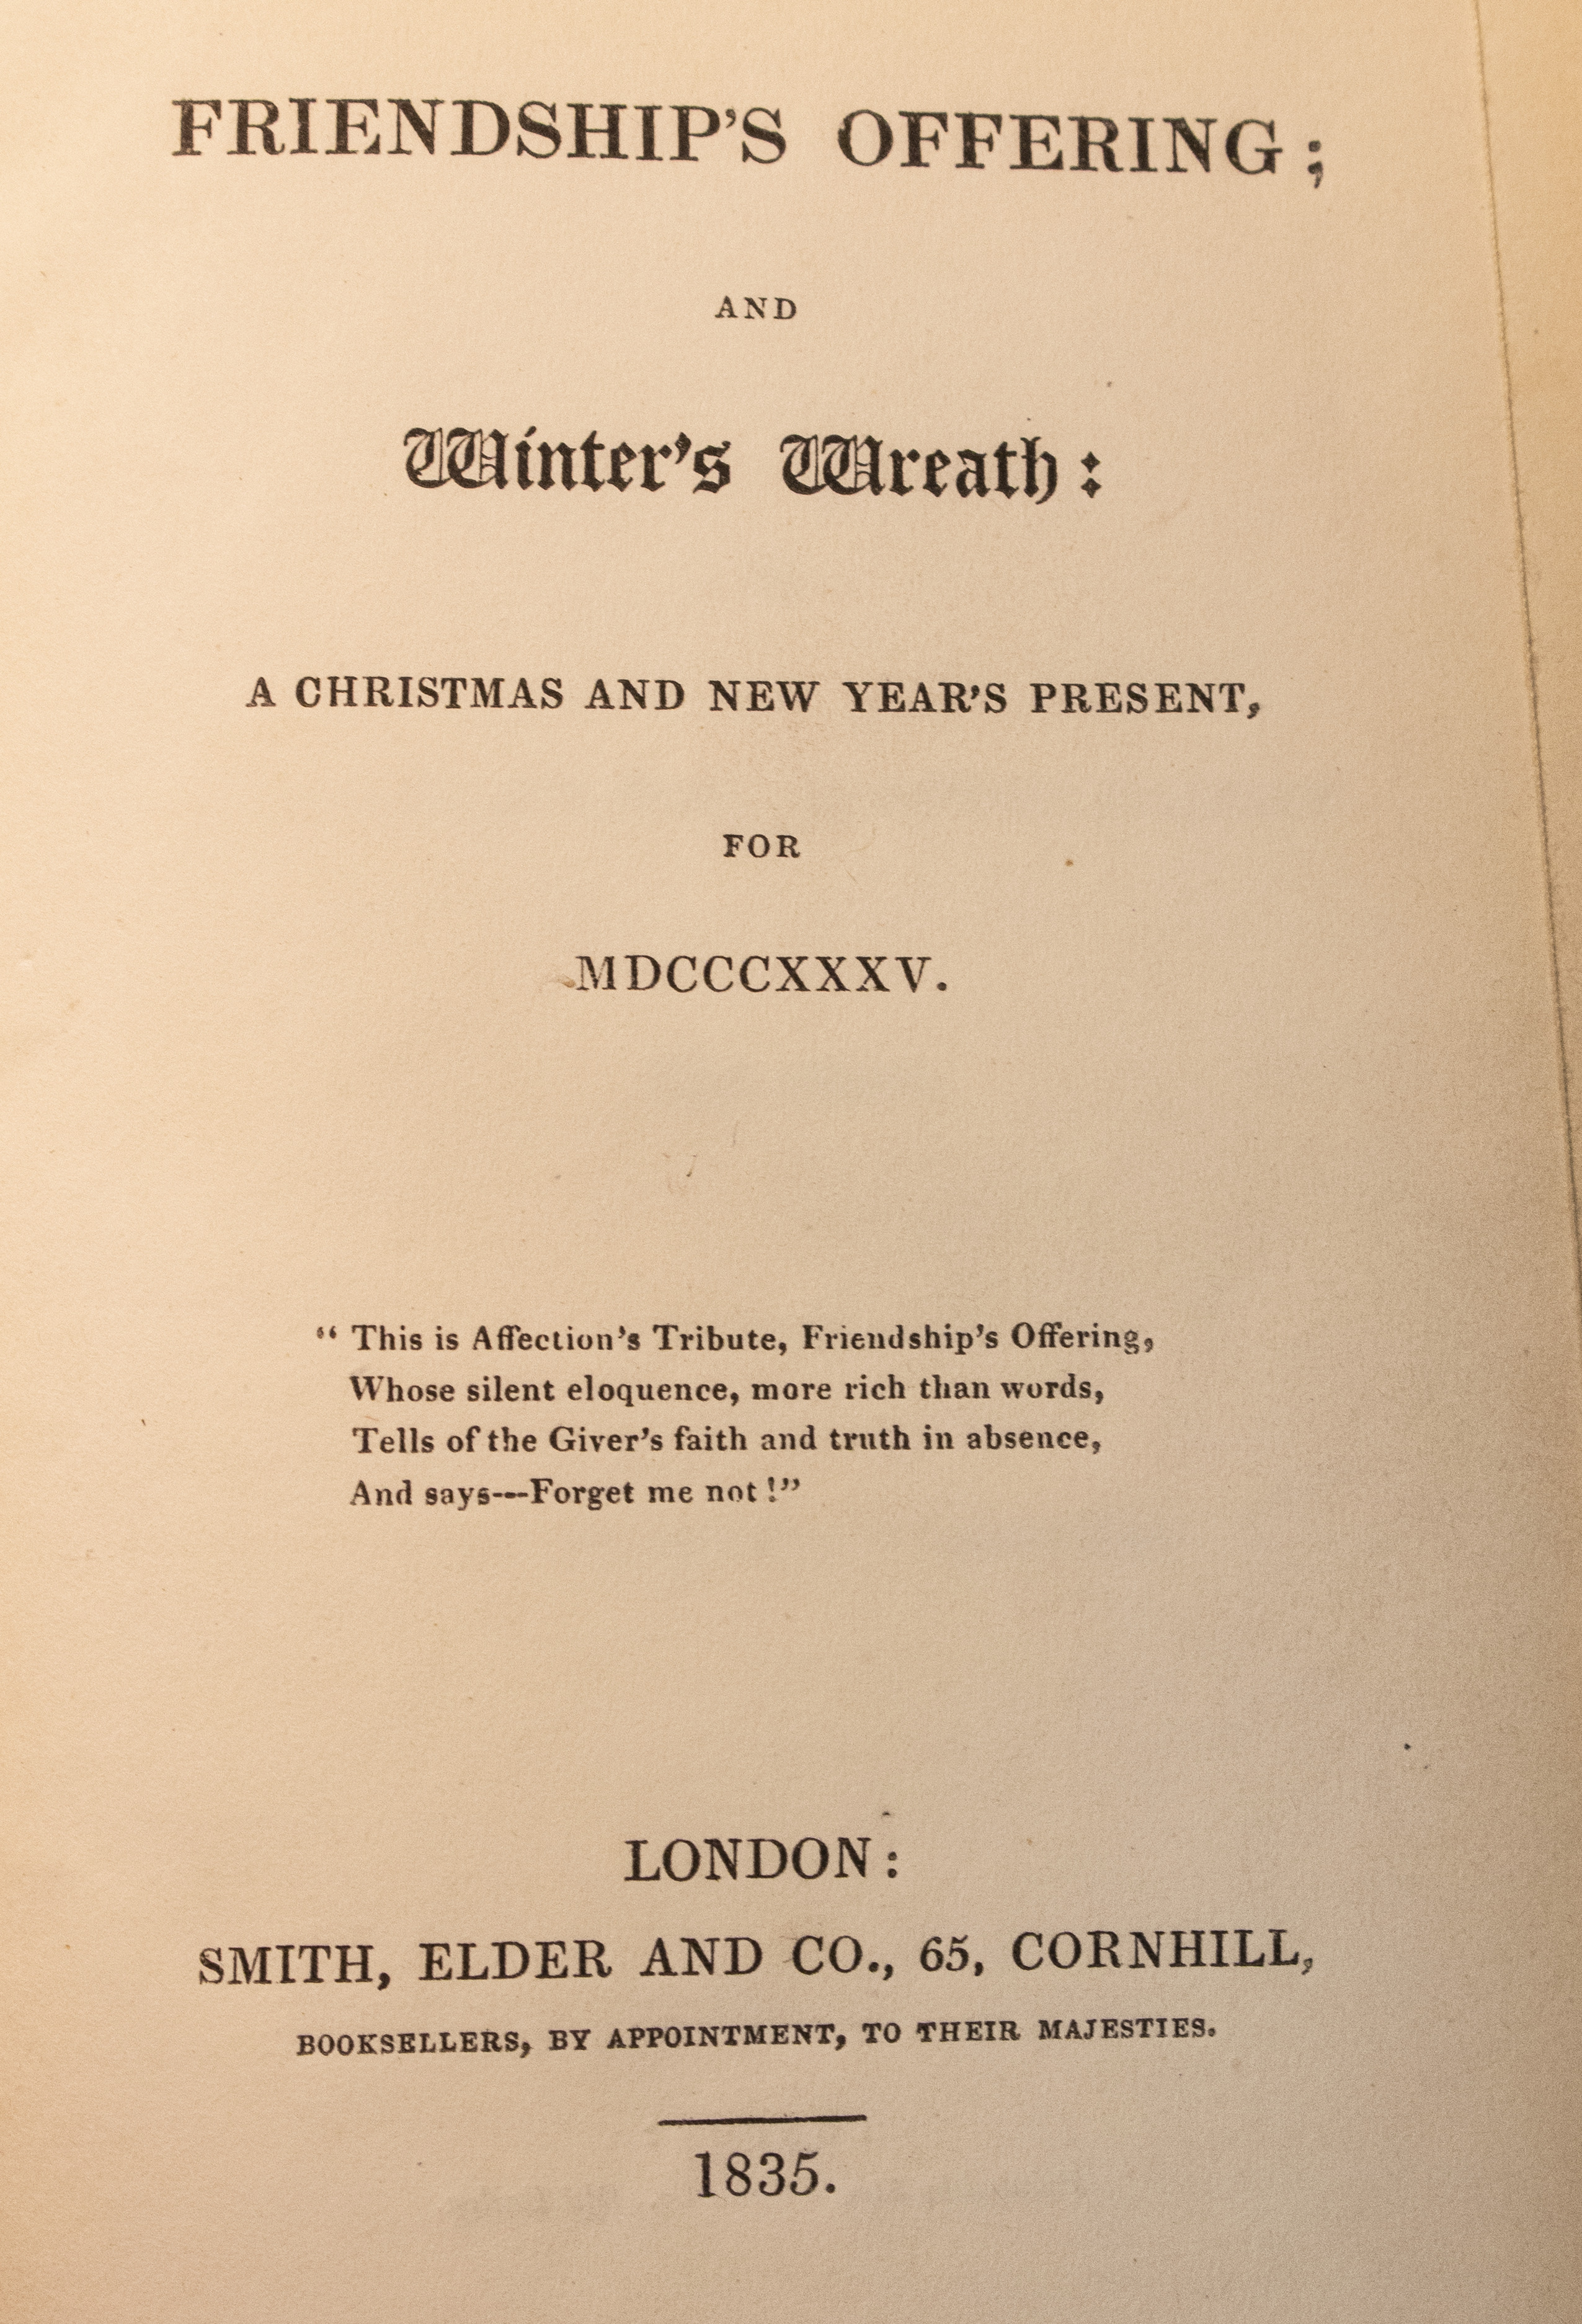 FRIENDSHIP'S OFFERING;
AND
Winter's Wreath:
A CHRISTMAS AND NEW YEAR'S PRESENT,
FOR
MDCCCXXXV.
“ This is Affection's Tribute, Friendship's Offering,
Whose silent eloquence, more rich than words,
Tells of the Giver's faith and truth in absence,
And says---Forget me not!”
LONDON:
SMITH, ELDER AND CO., 65, CORNHILL,
BOOKSELLERS, BY APPOINTMENT, TO THEIR MAJESTIES.
1835.